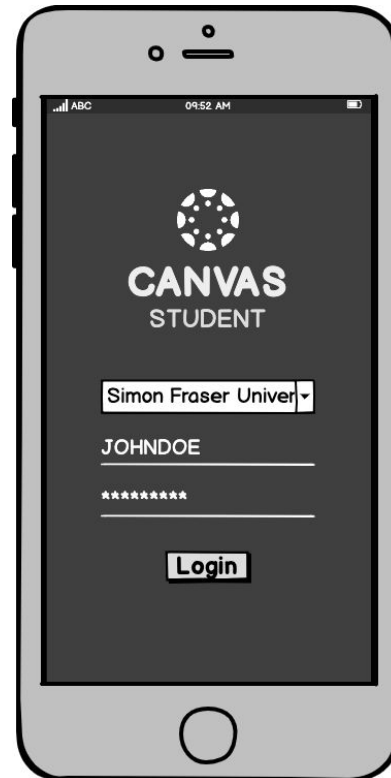 ABC 09:52 AM
CANVAS
STUDENT
Simon Fraser Univer
JOHNDOE
*********
Login